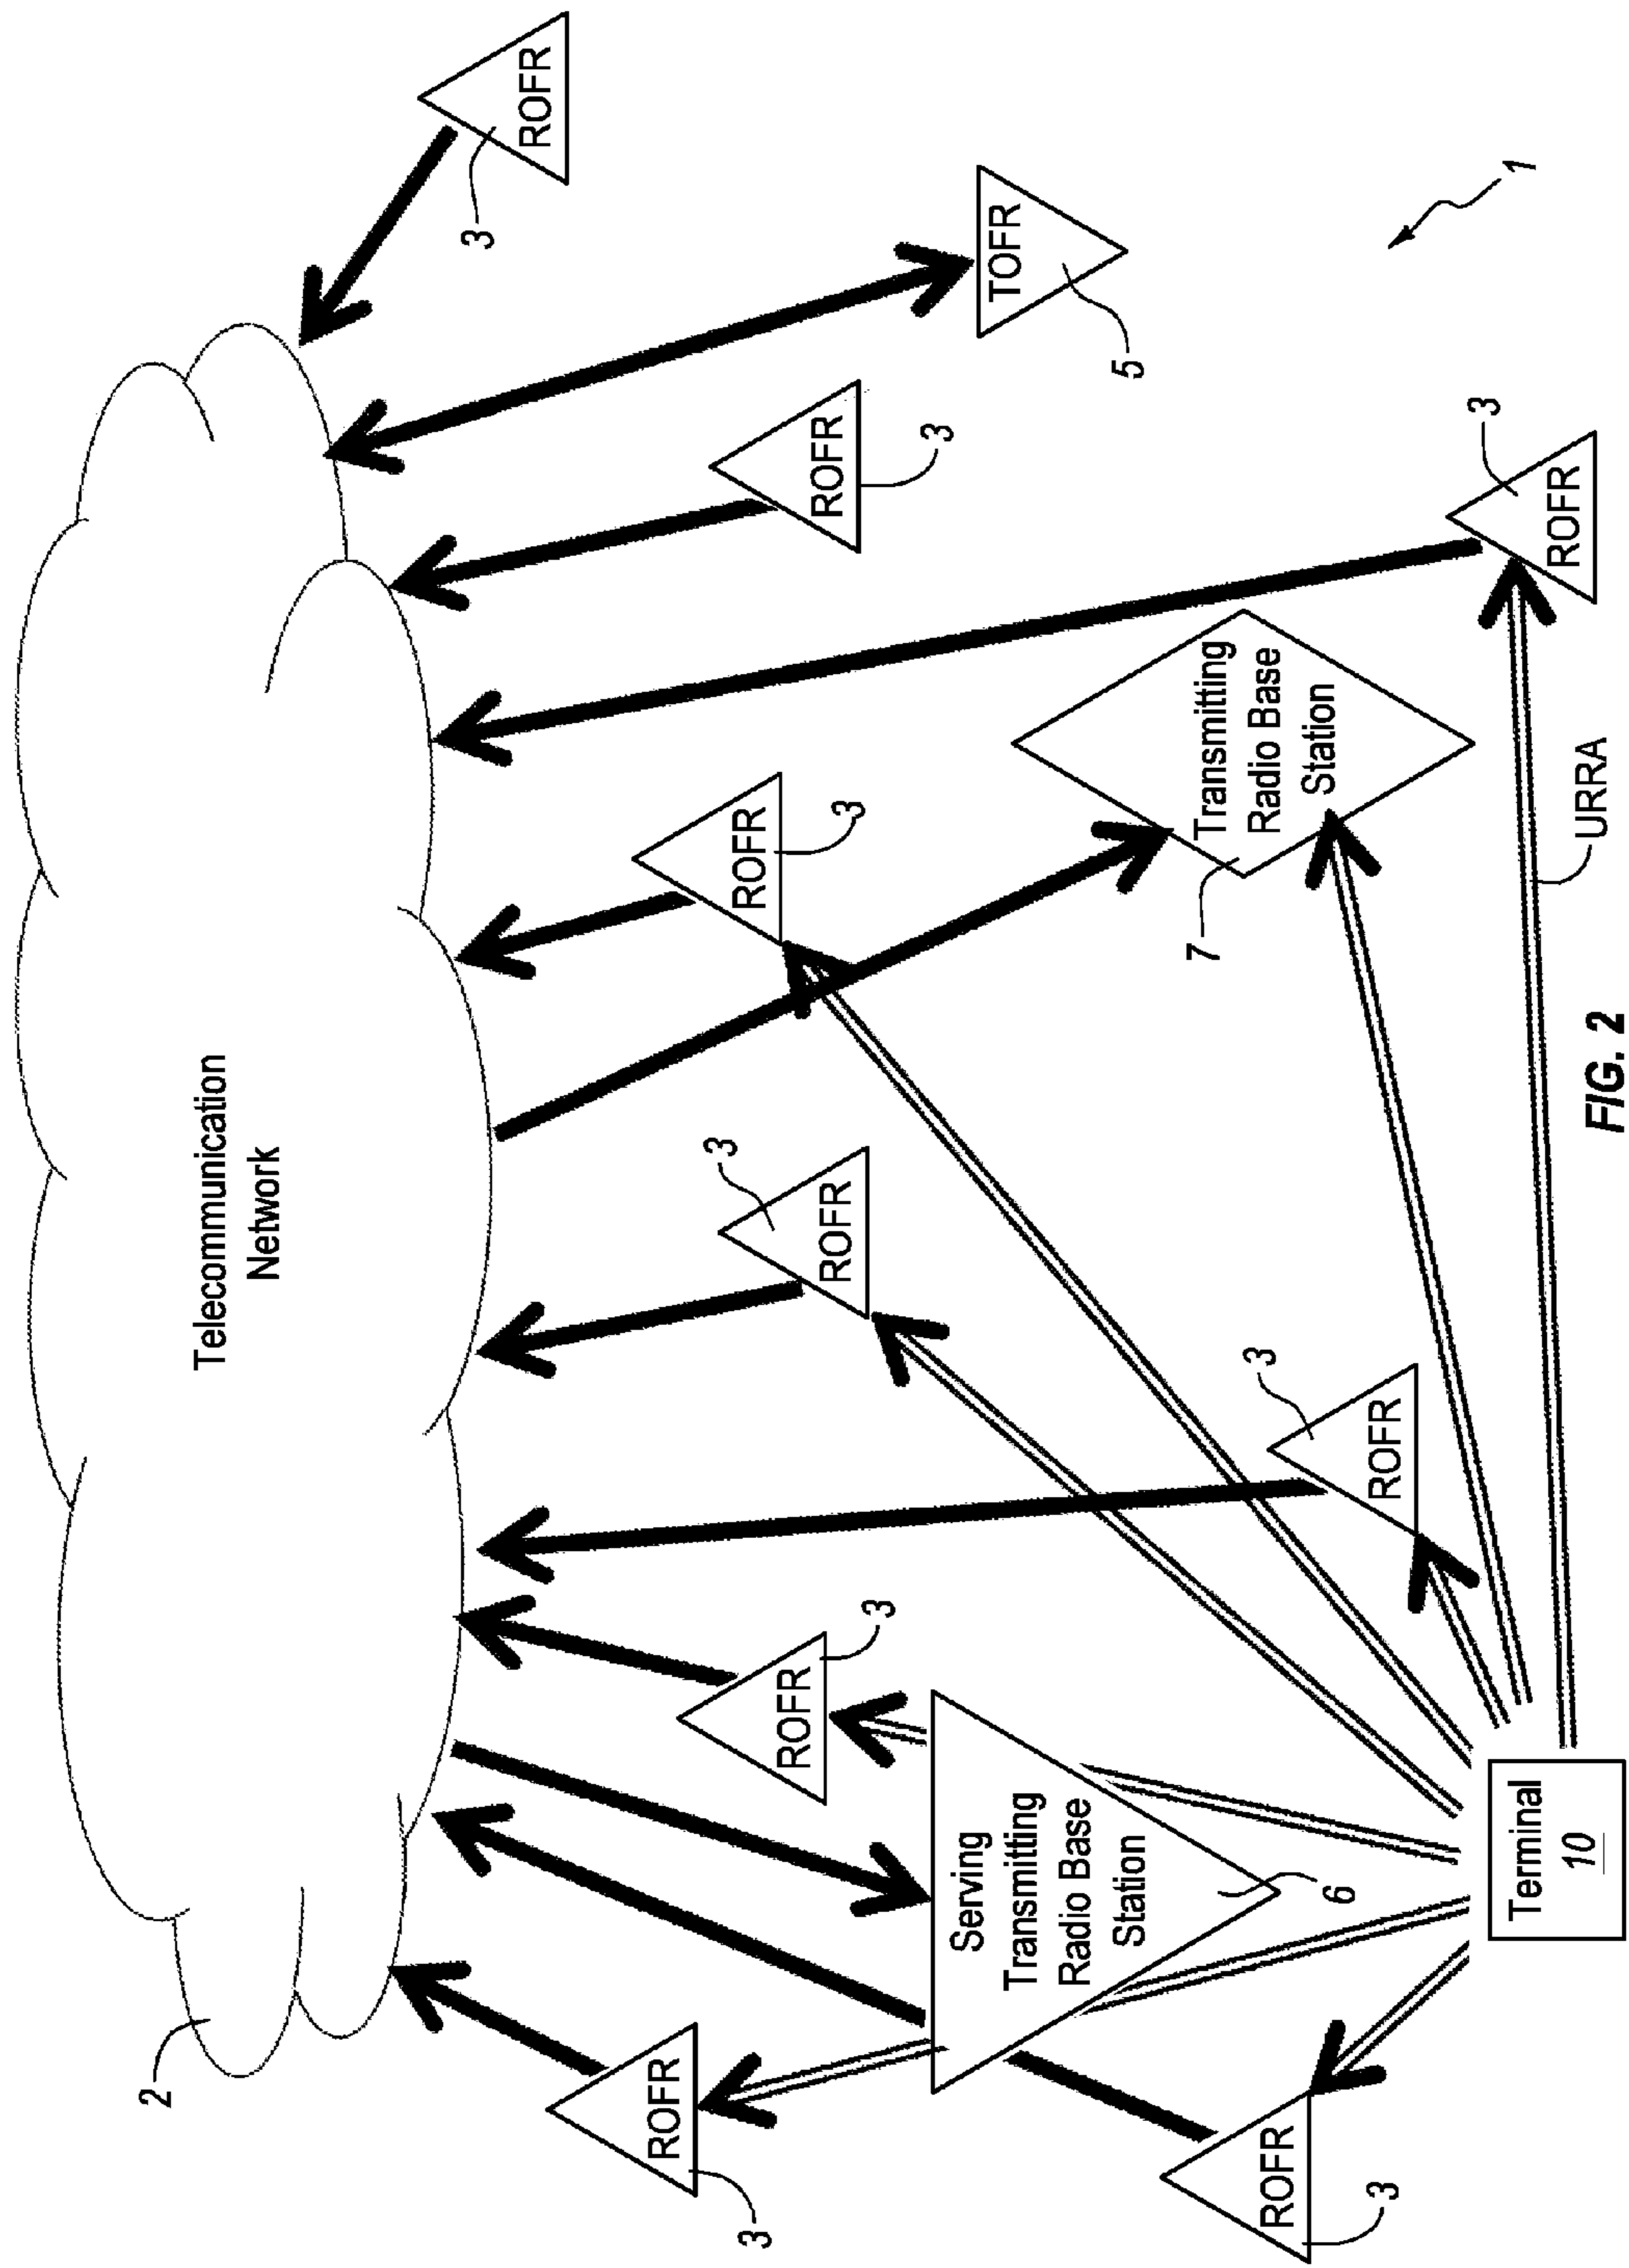 2
Telecommunication
Network
3
ROFR
ROFR
3
3
ROFR
ROFR
ROFR
ROFR
3
3
3
Serving
Transmitting
Radio Base
Station
6
TOFR
5
7
Transmitting
Radio Base
Station
3
ROFR
ROFR
3
3
ROFR
1
Terminal
10
URRA
FIG. 2